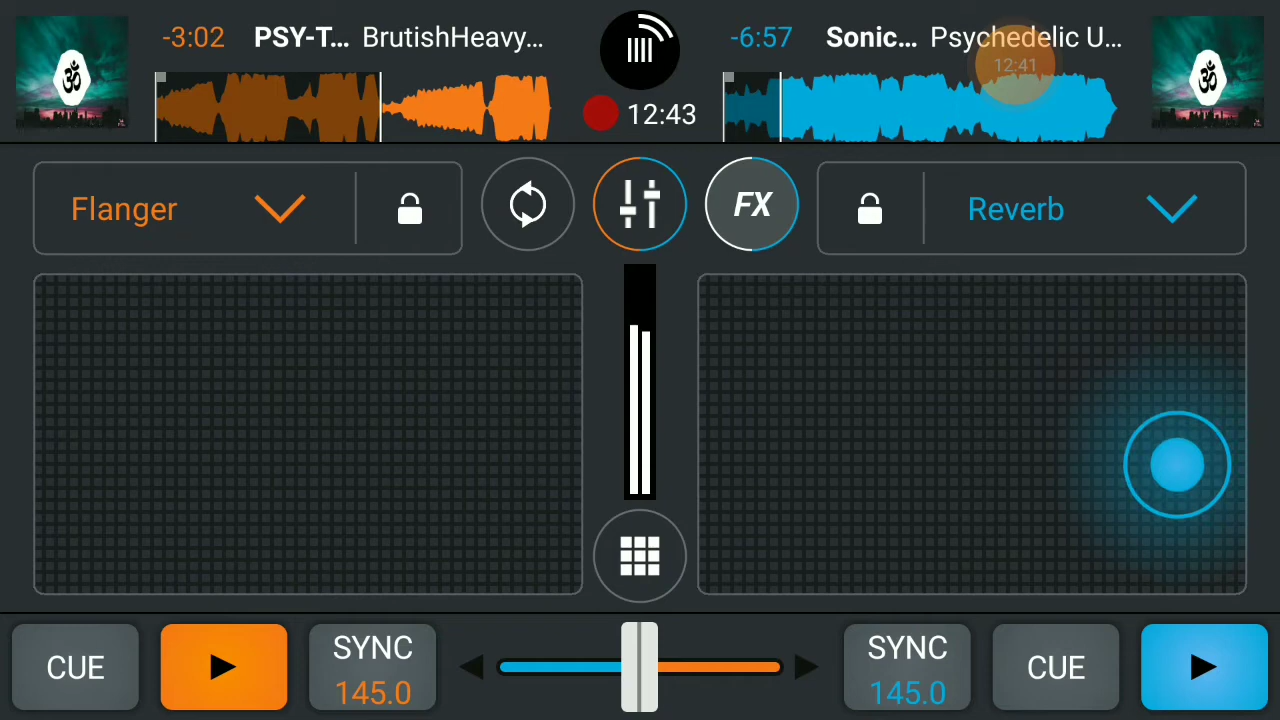 -3:02 PSY-T... BrutishHeavy...
12:43
-6:57 Sonic... Psychedelic U...
12:41
Flanger
FX
Reverb
CUE
SYNC
145.0
SYNC
145.0
CUE